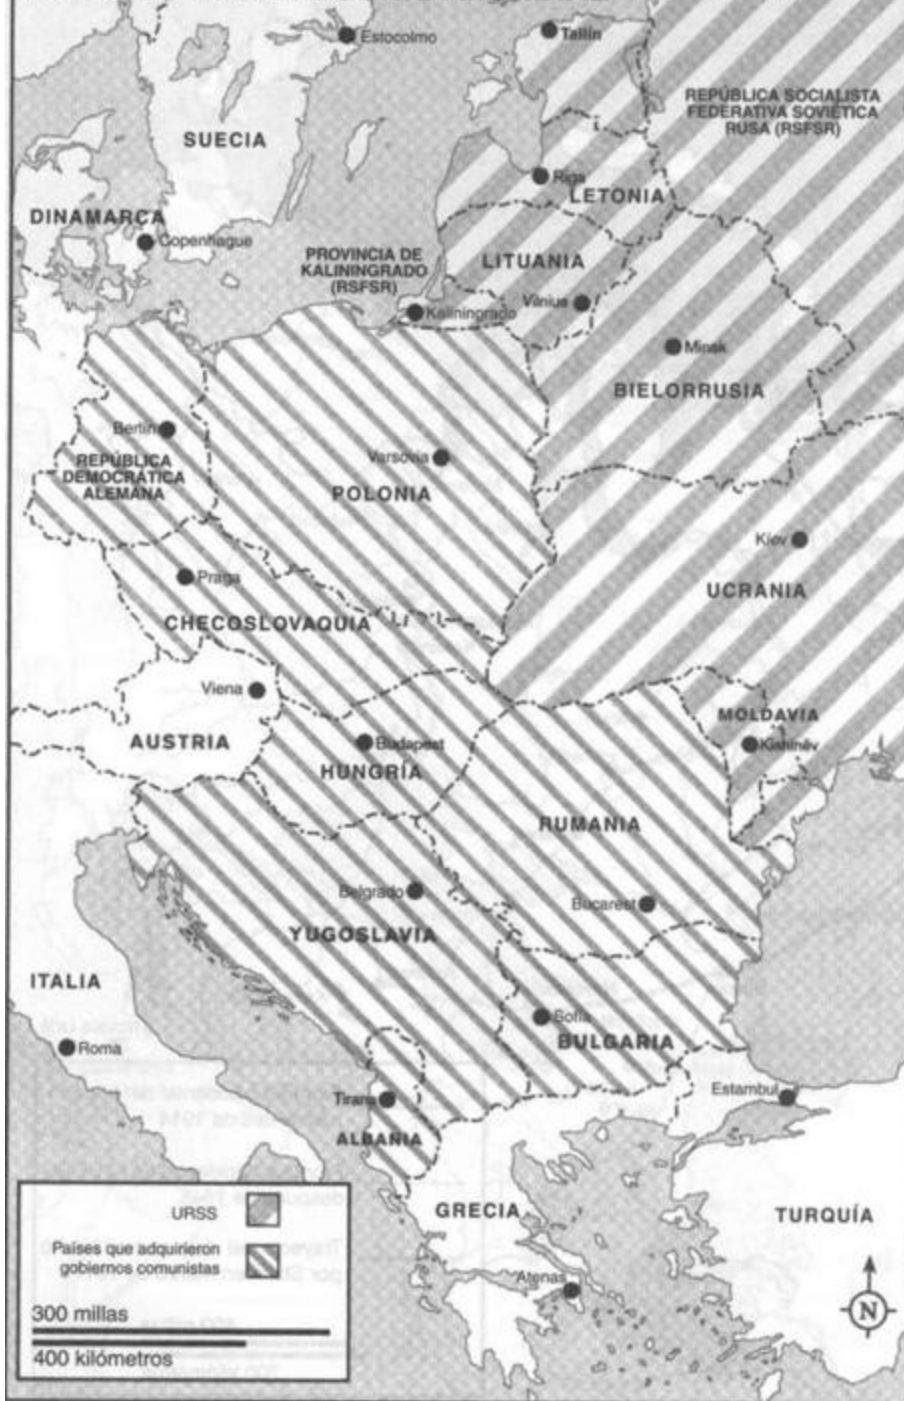 Estocolmo
Tallin
SUECIA
REPÚBLICA SOCIALISTA
FEDERATIVA SOVIÉTICA
RUSA (RSFSR)
Riga
LETONIA
DINAMARCA
Copenhague
PROVINCIA DE
KALININGRADO
(RSFSR)
LITUANIA
Vilnius
Kaliningrado
Minsk
BIELORRUSIA
Berlín
REPÚBLICA
DEMOCRÁTICA
ALEMANA
Varsovia
POLONIA
Kíev
UCRANIA
Praga
CHECOSLOVAQUIA
Viena
AUSTRIA
Budapest
HUNGRÍA
MOLDAVIA
Kishinëv
RUMANIA
Belgrado
Bucarest
YUGOSLAVIA
ITALIA
Roma
Sofía
BULGARIA
Estambul
Tirana
ALBANIA
GRECIA
TURQUÍA
Atenas
URSS
Países que adquirieron
gobiernos comunistas
300 millas
400 kilómetros
N